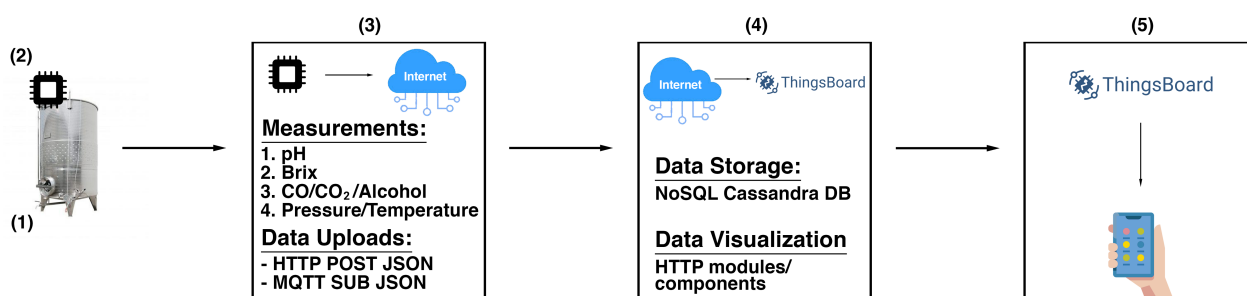 (2)
(1)
(3)
Internet
Measurements:
1. pH
2. Brix
3. CO/CO₂/Alcohol
4. Pressure/Temperature
Data Uploads:
- HTTP POST JSON
- MQTT SUB JSON
(4)
Internet
ThingsBoard
Data Storage:
NoSQL Cassandra DB
Data Visualization
HTTP modules/
components
(5)
ThingsBoard